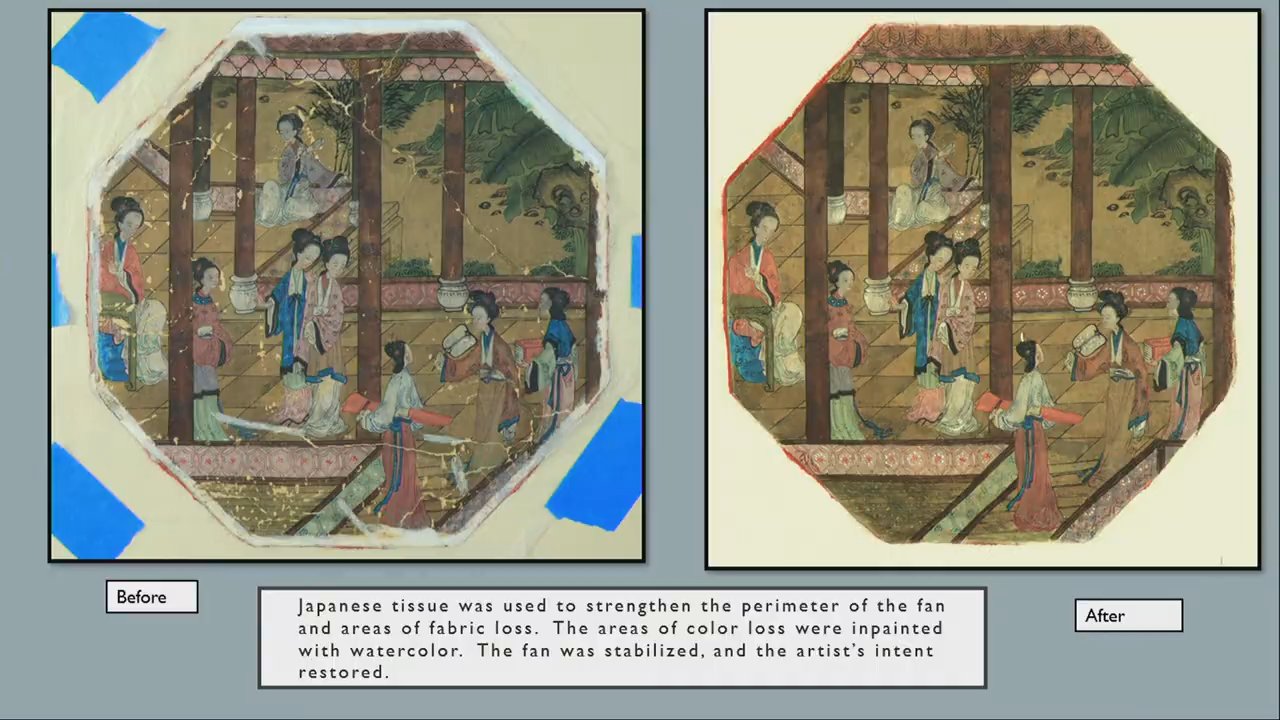 Before
After
Japanese tissue was used to strengthen the perimeter of the fan
and areas of fabric loss. The areas of color loss were inpainted
with watercolor. The fan was stabilized, and the artist's intent
restored.